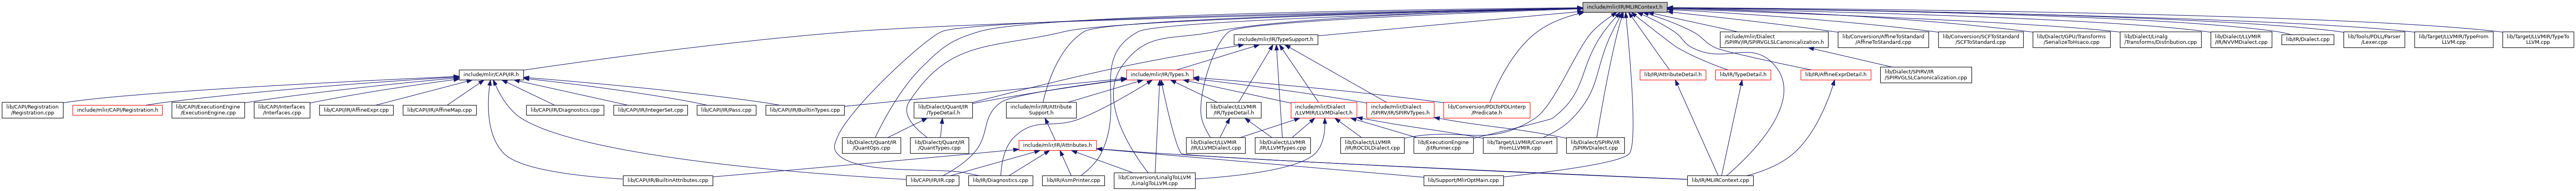 include/mlir/IR/MLIRContext.h
include/mlir/IR/TypeSupport.h
include/mlir/Dialect
/SPIRV/IR/SPIRVGLSLCanonicalization.h
lib/Conversion/AffineToStandard
/AffineToStandard.cpp
lib/Conversion/SCFToStandard
/SCFToStandard.cpp
lib/Dialect/GPU/Transforms
/SerializeToHsaco.cpp
lib/Dialect/Linalg
/Transforms/Distribution.cpp
lib/Dialect/LLVMIR
/IR/NVVMDialect.cpp
lib/IR/Dialect.cpp
lib/Tools/PDLL/Parser
/Lexer.cpp
lib/Target/LLVMIR/TypeFrom
LLVM.cpp
lib/Target/LLVMIR/TypeTo
LLVM.cpp
include/mlir/CAPI/IR.h
include/mlir/IR/Types.h
lib/IR/AttributeDetail.h
lib/IR/TypeDetail.h
lib/IR/AffineExprDetail.h
lib/Dialect/SPIRV/IR
/SPIRVGLSLCanonicalization.cpp
lib/CAPI/Registration
/Registration.cpp
include/mlir/CAPI/Registration.h
lib/CAPI/ExecutionEngine
/ExecutionEngine.cpp
lib/CAPI/Interfaces
/Interfaces.cpp
lib/CAPI/IR/AffineExpr.cpp
lib/CAPI/IR/AffineMap.cpp
lib/CAPI/IR/Diagnostics.cpp
lib/CAPI/IR/IntegerSet.cpp
lib/CAPI/IR/Pass.cpp
lib/CAPI/IR/BuiltinTypes.cpp
lib/Dialect/Quant/IR
/TypeDetail.h
include/mlir/IR/Attribute
Support.h
lib/Dialect/LLVMIR
/IR/TypeDetail.h
include/mlir/Dialect
/LLVMIR/LLVMDialect.h
include/mlir/Dialect
/SPIRV/IR/SPIRVTypes.h
lib/Conversion/PDLToPDLInterp
/Predicate.h
lib/Dialect/Quant/IR
/QuantOps.cpp
lib/Dialect/Quant/IR
/QuantTypes.cpp
include/mlir/IR/Attributes.h
lib/Dialect/LLVMIR
/IR/LLVMDialect.cpp
lib/Dialect/LLVMIR
/IR/LLVMTypes.cpp
lib/Dialect/LLVMIR
/IR/ROCDLDialect.cpp
lib/ExecutionEngine
/JitRunner.cpp
lib/Target/LLVMIR/Convert
FromLLVMIR.cpp
lib/Dialect/SPIRV/IR
/SPIRVDialect.cpp
lib/CAPI/IR/BuiltinAttributes.cpp
lib/CAPI/IR/IR.cpp
lib/IR/Diagnostics.cpp
lib/IR/AsmPrinter.cpp
lib/Conversion/LinalgToLLVM
/LinalgToLLVM.cpp
lib/Support/MlirOptMain.cpp
lib/IR/MLIRContext.cpp